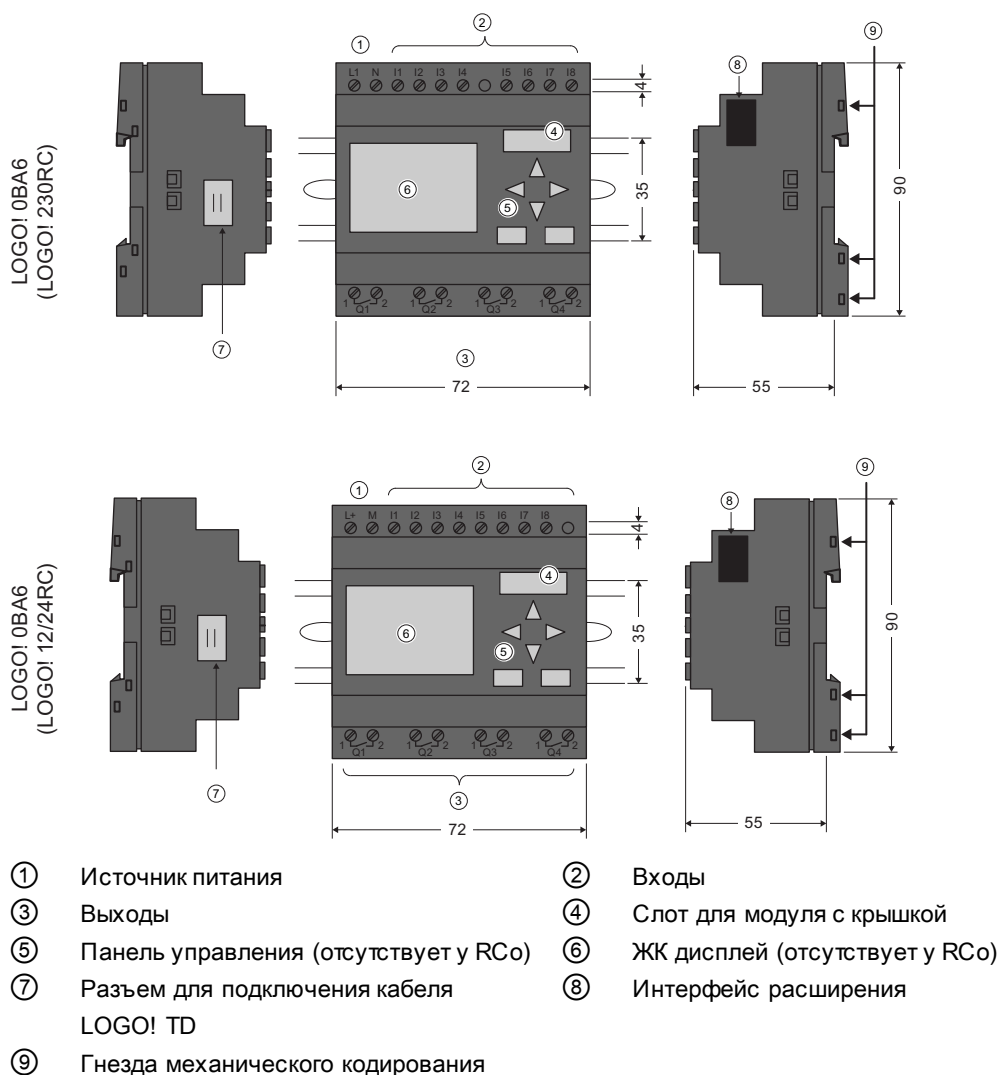 ① ② ⑨
LOGO! 0BA6
(LOGO! 230RC)
L1 N I1 I2 I3 I4 I5 I6 I7 I8
4
⑧
④
⑥
⑤
35
90
1 2 1 2 1 2 1 2
Q1 Q2 Q3 Q4
⑦
③
72
55
① ② ⑨
LOGO! 0BA6
(LOGO! 12/24RC)
L+ M I1 I2 I3 I4 I5 I6 I7 I8
4
⑧
④
⑥
⑤
35
90
1 2 1 2 1 2 1 2
Q1 Q2 Q3 Q4
⑦
③
72
55
① Источник питания ② Входы
③ Выходы ④ Слот для модуля с крышкой
⑤ Панель управления (отсутствует у RCo) ⑥ ЖК дисплей (отсутствует у RCo)
⑦ Разъем для подключения кабеля ⑧ Интерфейс расширения
LOGO! TD
⑨ Гнезда механического кодирования